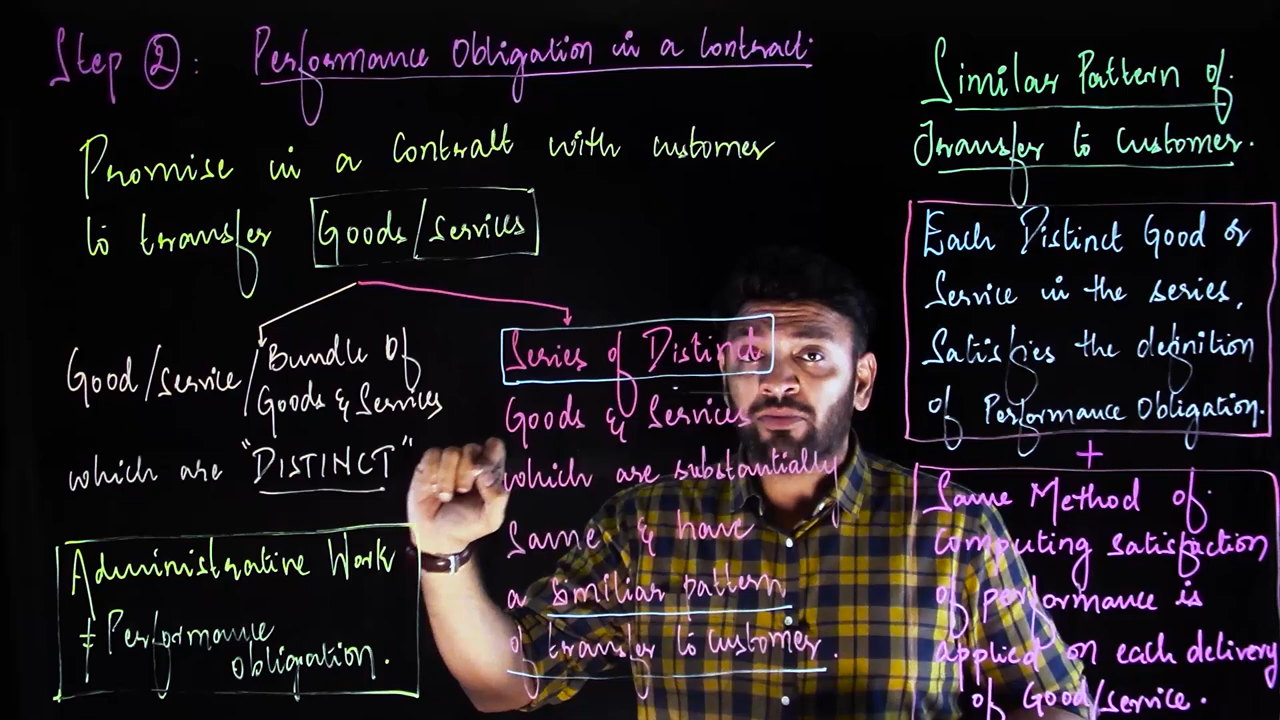 Step ②: Performance Obligation in a Contract.
Promise in a contract with customer
to transfer Goods/Services
Good/Service/Bundle of
Goods & Services
which are "DISTINCT"
Administrative Work
≠ Performance
obligation.
Series of Distinct
Goods & Services
which are substantially
Same & have
a similiar pattern
of transfer to customer.
Similar Pattern of
Transfer to Customer.
Each Distinct Good or
Service in the series,
Satisfies the definition
of Performance Obligation.
+
Same Method of
Computing satisfaction
of performance is
applied on each delivery
of Good/service.